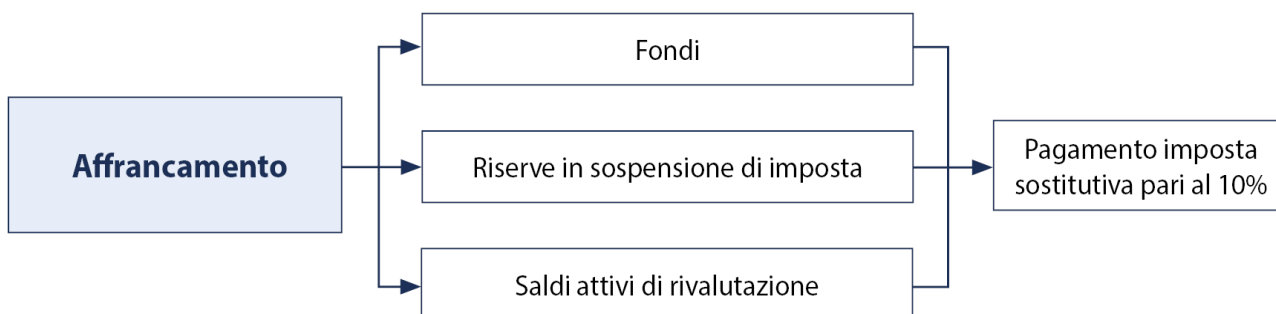 Fondi
Affrancamento
Riserve in sospensione di imposta
Pagamento imposta
sostitutiva pari al 10%
Saldi attivi di rivalutazione